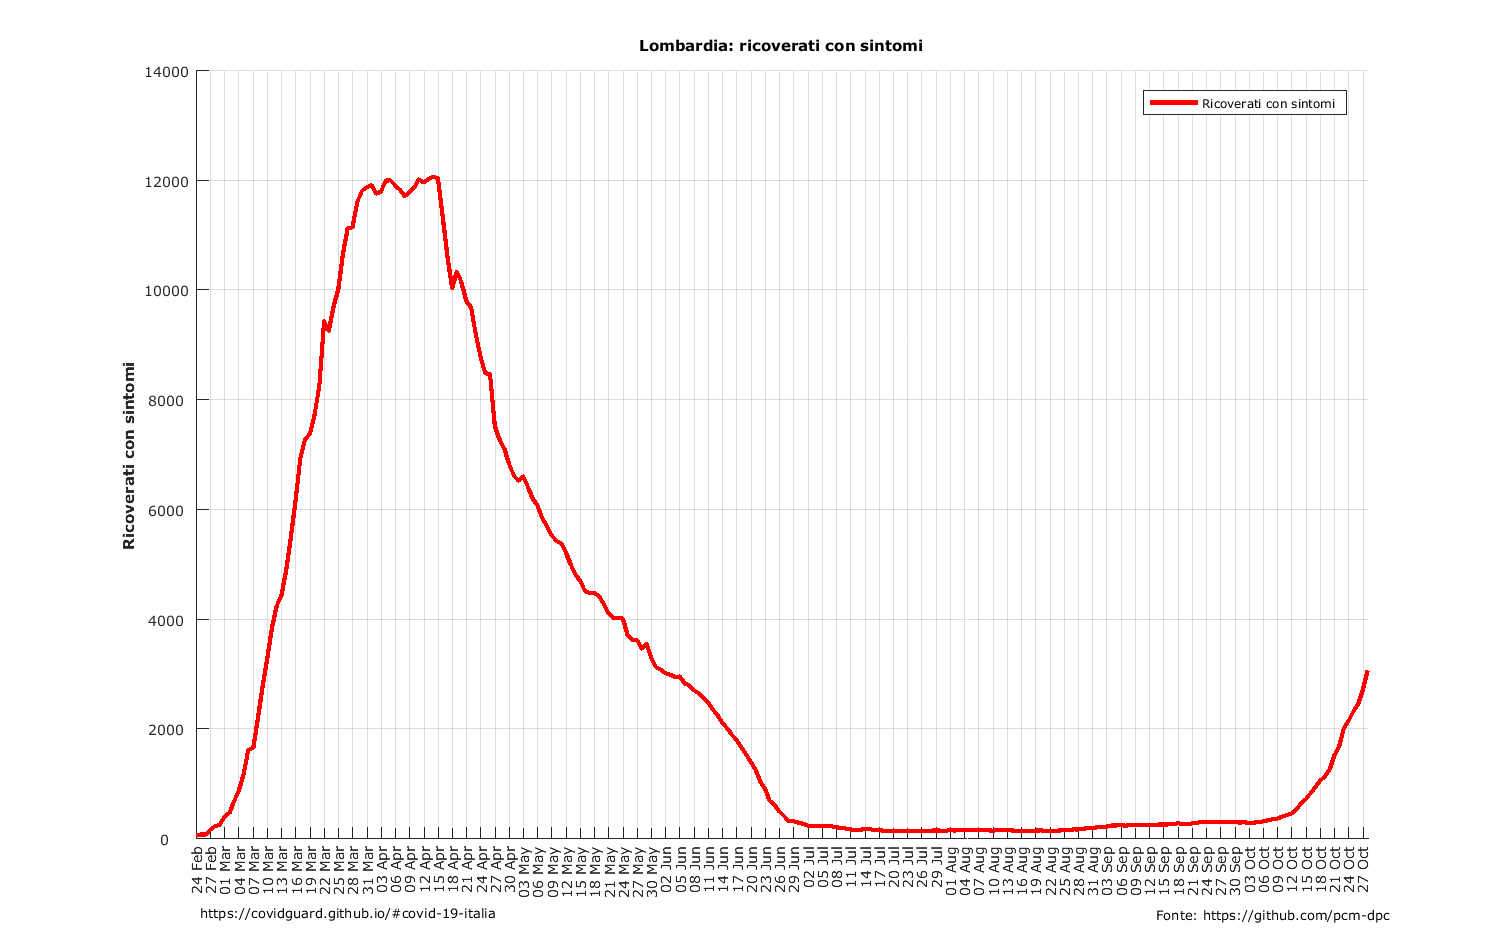 Lombardia: ricoverati con sintomi
Ricoverati con sintomi
Ricoverati con sintomi
14000
12000
10000
8000
6000
4000
2000
0
24 Feb
27 Feb
01 Mar
04 Mar
07 Mar
10 Mar
13 Mar
16 Mar
19 Mar
22 Mar
25 Mar
28 Mar
31 Mar
03 Apr
06 Apr
09 Apr
12 Apr
15 Apr
18 Apr
21 Apr
24 Apr
27 Apr
30 Apr
03 May
06 May
09 May
12 May
15 May
18 May
21 May
24 May
27 May
30 May
02 Jun
05 Jun
08 Jun
11 Jun
14 Jun
17 Jun
20 Jun
23 Jun
26 Jun
29 Jun
02 Jul
05 Jul
08 Jul
11 Jul
14 Jul
17 Jul
20 Jul
23 Jul
26 Jul
29 Jul
01 Aug
04 Aug
07 Aug
10 Aug
13 Aug
16 Aug
19 Aug
22 Aug
25 Aug
28 Aug
31 Aug
03 Sep
06 Sep
09 Sep
12 Sep
15 Sep
18 Sep
21 Sep
24 Sep
27 Sep
30 Sep
03 Oct
06 Oct
09 Oct
12 Oct
15 Oct
18 Oct
21 Oct
24 Oct
27 Oct
https://covidguard.github.io/#covid-19-italia
Fonte: https://github.com/pcm-dpc